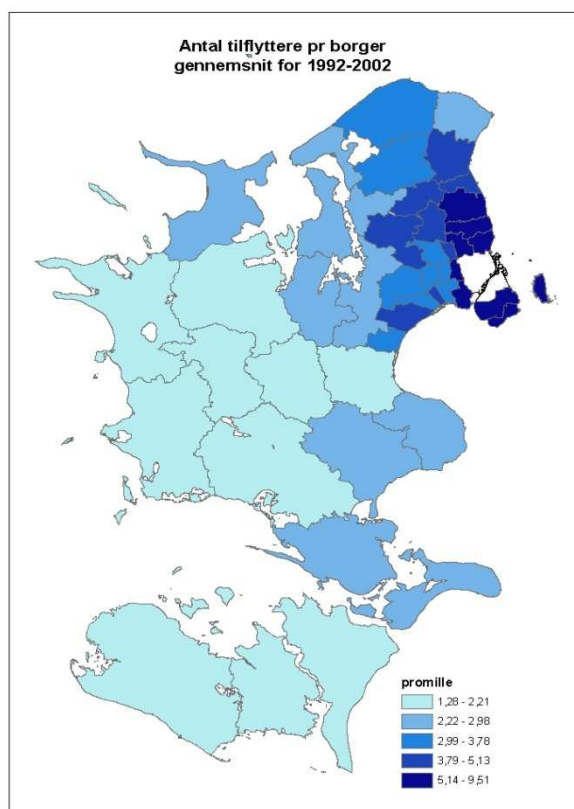 Antal tilflyttere pr borger
gennemsnit for 1992-2002
promille
1,28 - 2,21
2,22 - 2,98
2,99 - 3,78
3,79 - 5,13
5,14 - 9,51